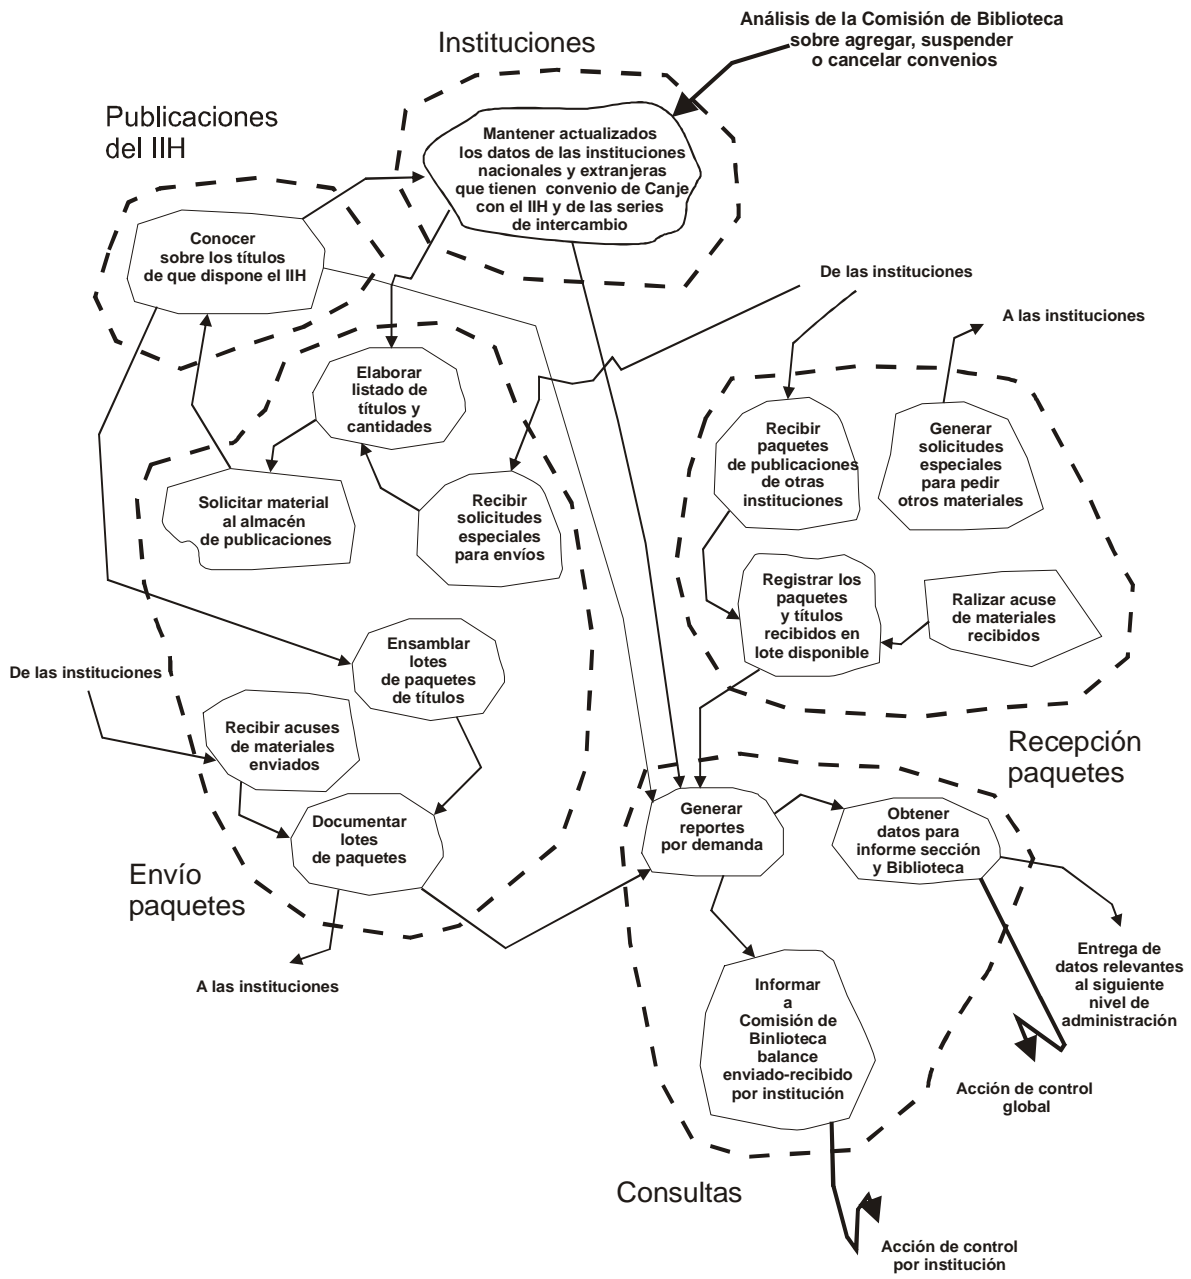 Análisis de la Comisión de Biblioteca
sobre agregar, suspender
o cancelar convenios
Instituciones
Publicaciones
del IIH
Mantener actualizados
los datos de las instituciones
nacionales y extranjeras
que tienen convenio de Canje
con el IIH y de las series
de intercambio
Conocer
sobre los títulos
de que dispone el IIH
De las instituciones
A las instituciones
Elaborar
listado de
títulos y
cantidades
Recibir
paquetes
de publicaciones
de otras
instituciones
Generar
solicitudes
especiales
para pedir
otros materiales
Solicitar material
al almacén
de publicaciones
Recibir
solicitudes
especiales
para envíos
Registrar los
paquetes
y títulos
recibidos en
lote disponible
Ralizar acuse
de materiales
recibidos
Ensamblar
lotes
de paquetes
de títulos
De las instituciones
Recibir acuses
de materiales
enviados
Recepción
paquetes
Documentar
lotes
de paquetes
Generar
reportes
por demanda
Obtener
datos para
informe sección
y Biblioteca
Envío
paquetes
A las instituciones
Entrega de
datos relevantes
al siguiente
nivel de
administración
Informar
a
Comisión de
Binlioteca
balance
enviado-recibido
por institución
Acción de control
global
Consultas
Acción de control
por institución